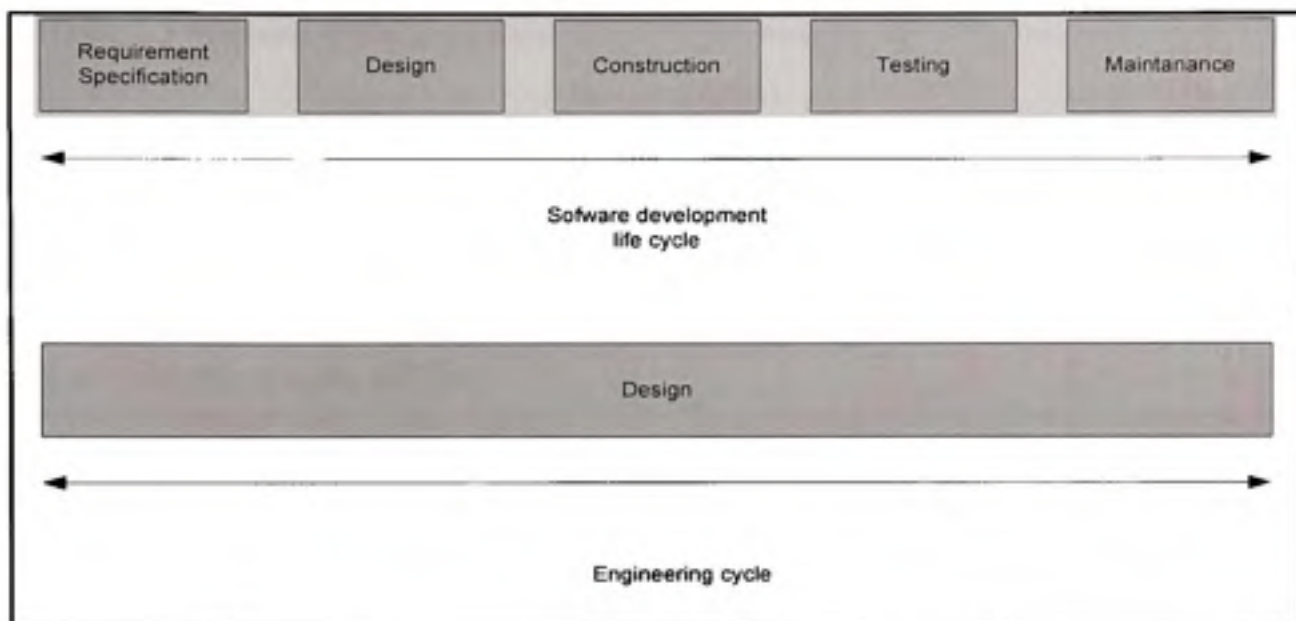 Requirement
Specification
Design
Construction
Testing
Maintanance
Sofware development
life cycle
Design
Engineering cycle